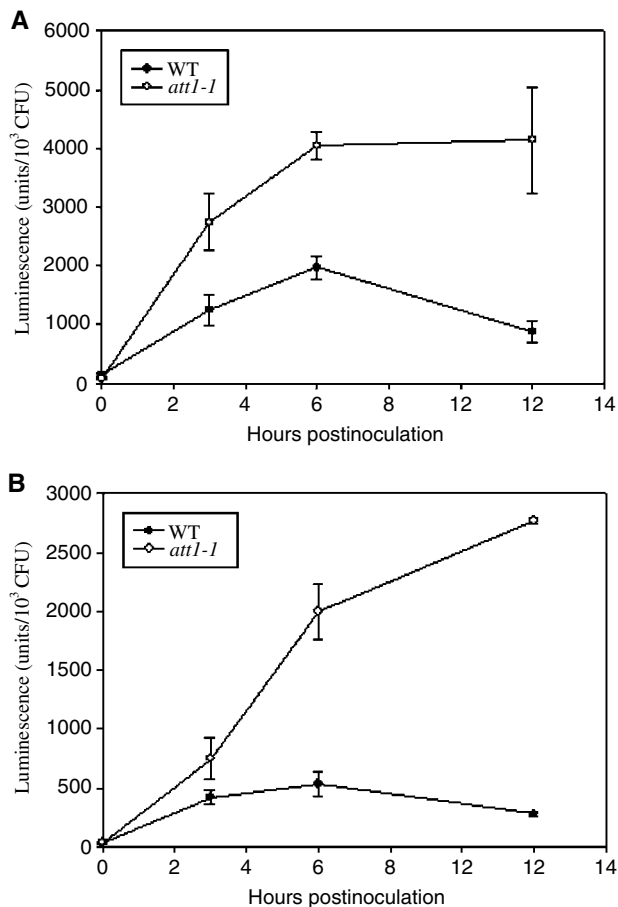 A
6000
5000
4000
3000
2000
1000
0
Luminescence (units/10³ CFU)
WT
att1-1
0 2 4 6 8 12 12 14
Hours postinoculation
B
3000
2500
2000
1500
1000
500
0
Luminescence (units/10³ CFU)
WT
att1-1
0 2 4 6 8 10 12 14
Hours postinoculation